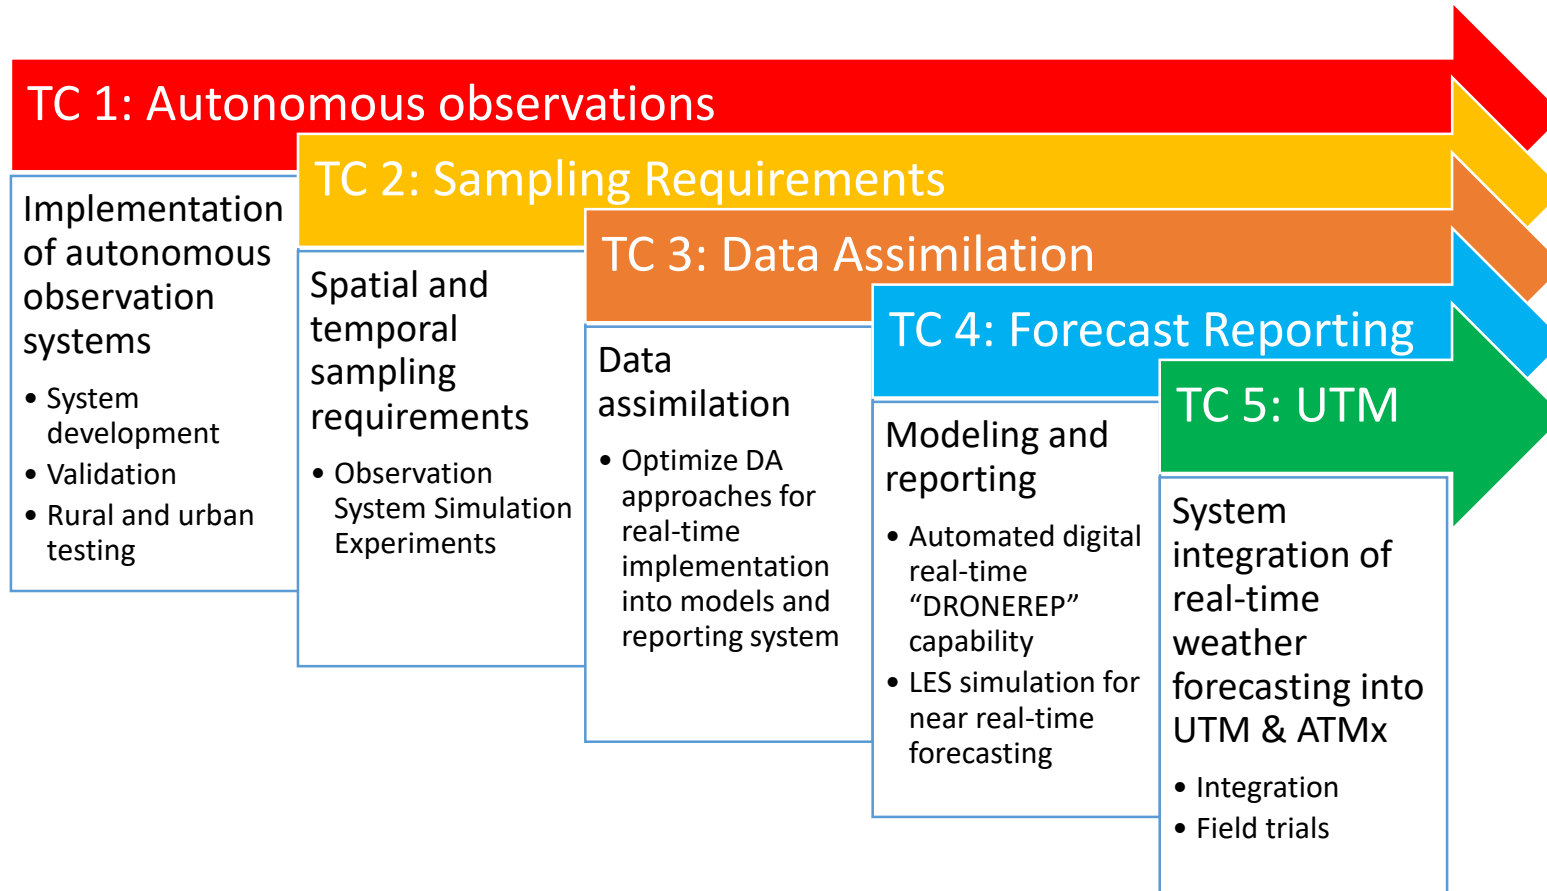 TC 1: Autonomous observations
Implementation
of autonomous
observation
systems
• System
development
• Validation
• Rural and urban
testing
TC 2: Sampling Requirements
Spatial and
temporal
sampling
requirements
• Observation
System Simulation
Experiments
TC 3: Data Assimilation
Data
assimilation
• Optimize DA
approaches for
real-time
implementation
into models and
reporting system
TC 4: Forecast Reporting
Modeling and
reporting
• Automated digital
real-time
“DRONEREP”
capability
• LES simulation for
near real-time
forecasting
TC 5: UTM
System
integration of
real-time
weather
forecasting into
UTM & ATMx
• Integration
• Field trials